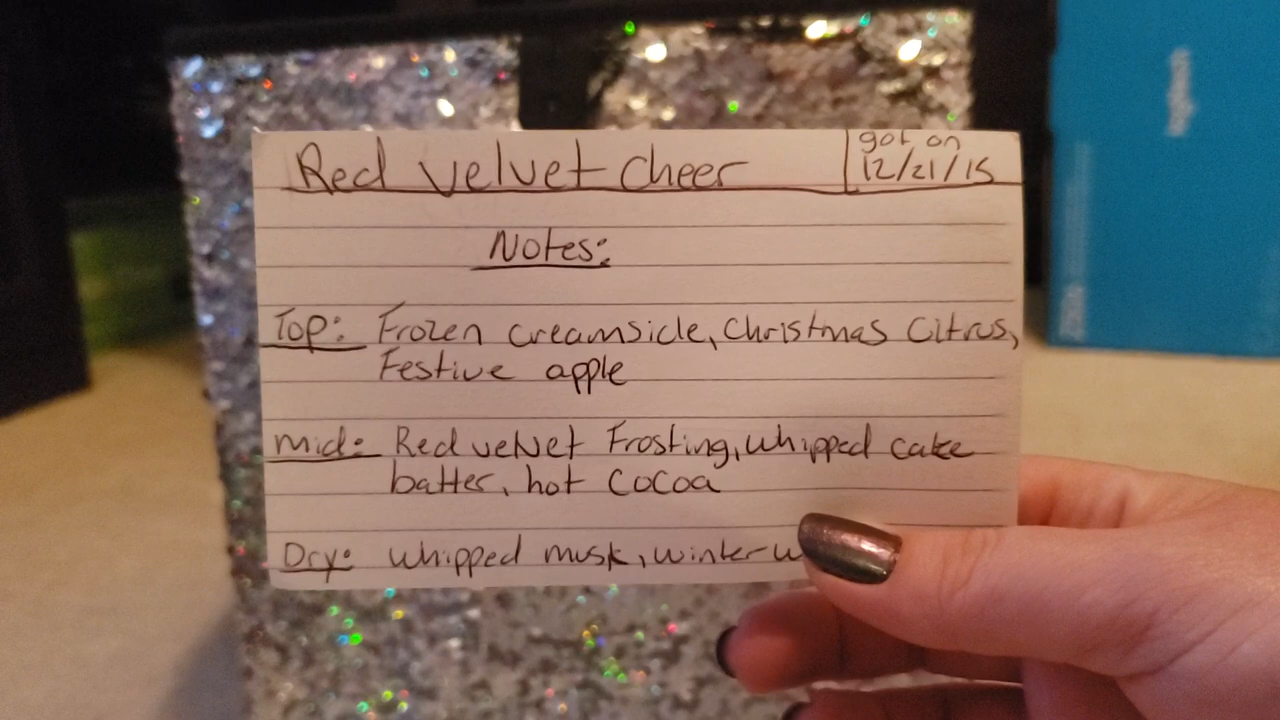 Red velvet cheer
got on
12/21/15
Notes:
Top: Frozen creamsicle, Christmas Citrus,
Festive apple
Mid: Red velvet Frosting, whipped cake
batter, hot cocoa
Dry: whipped musk, winter